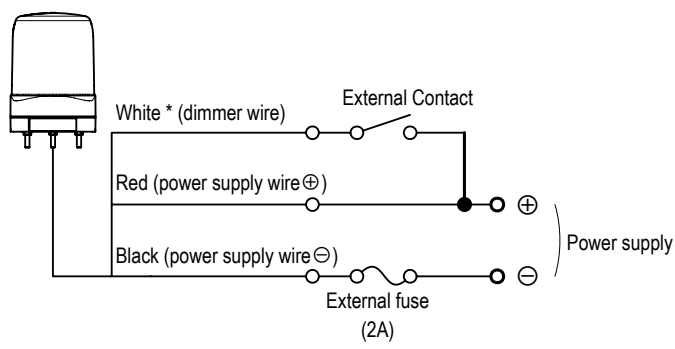 External Contact
White * (dimmer wire)
Red (power supply wire⊕)
⊕
Power supply
Black (power supply wire⊖)
⊖
External fuse
(2A)